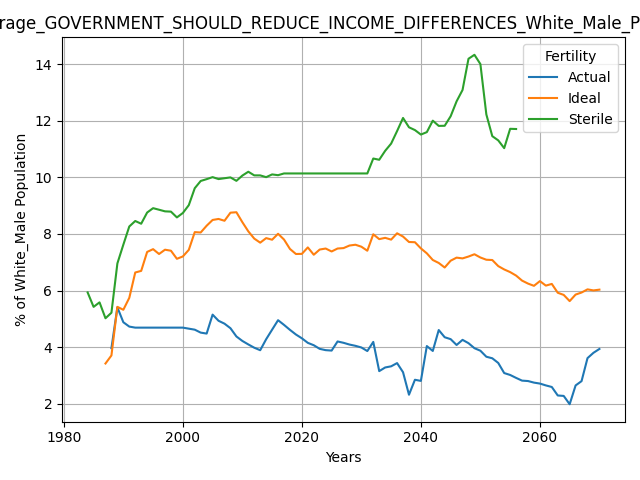 rage_GOVERNMENT_SHOULD_REDUCE_INCOME_DIFFERENCES_White_Male_P
Fertility
Actual
Ideal
Sterile
% of White_Male Population
14
12
10
8
6
4
2
1980
2000
2020
2040
2060
Years